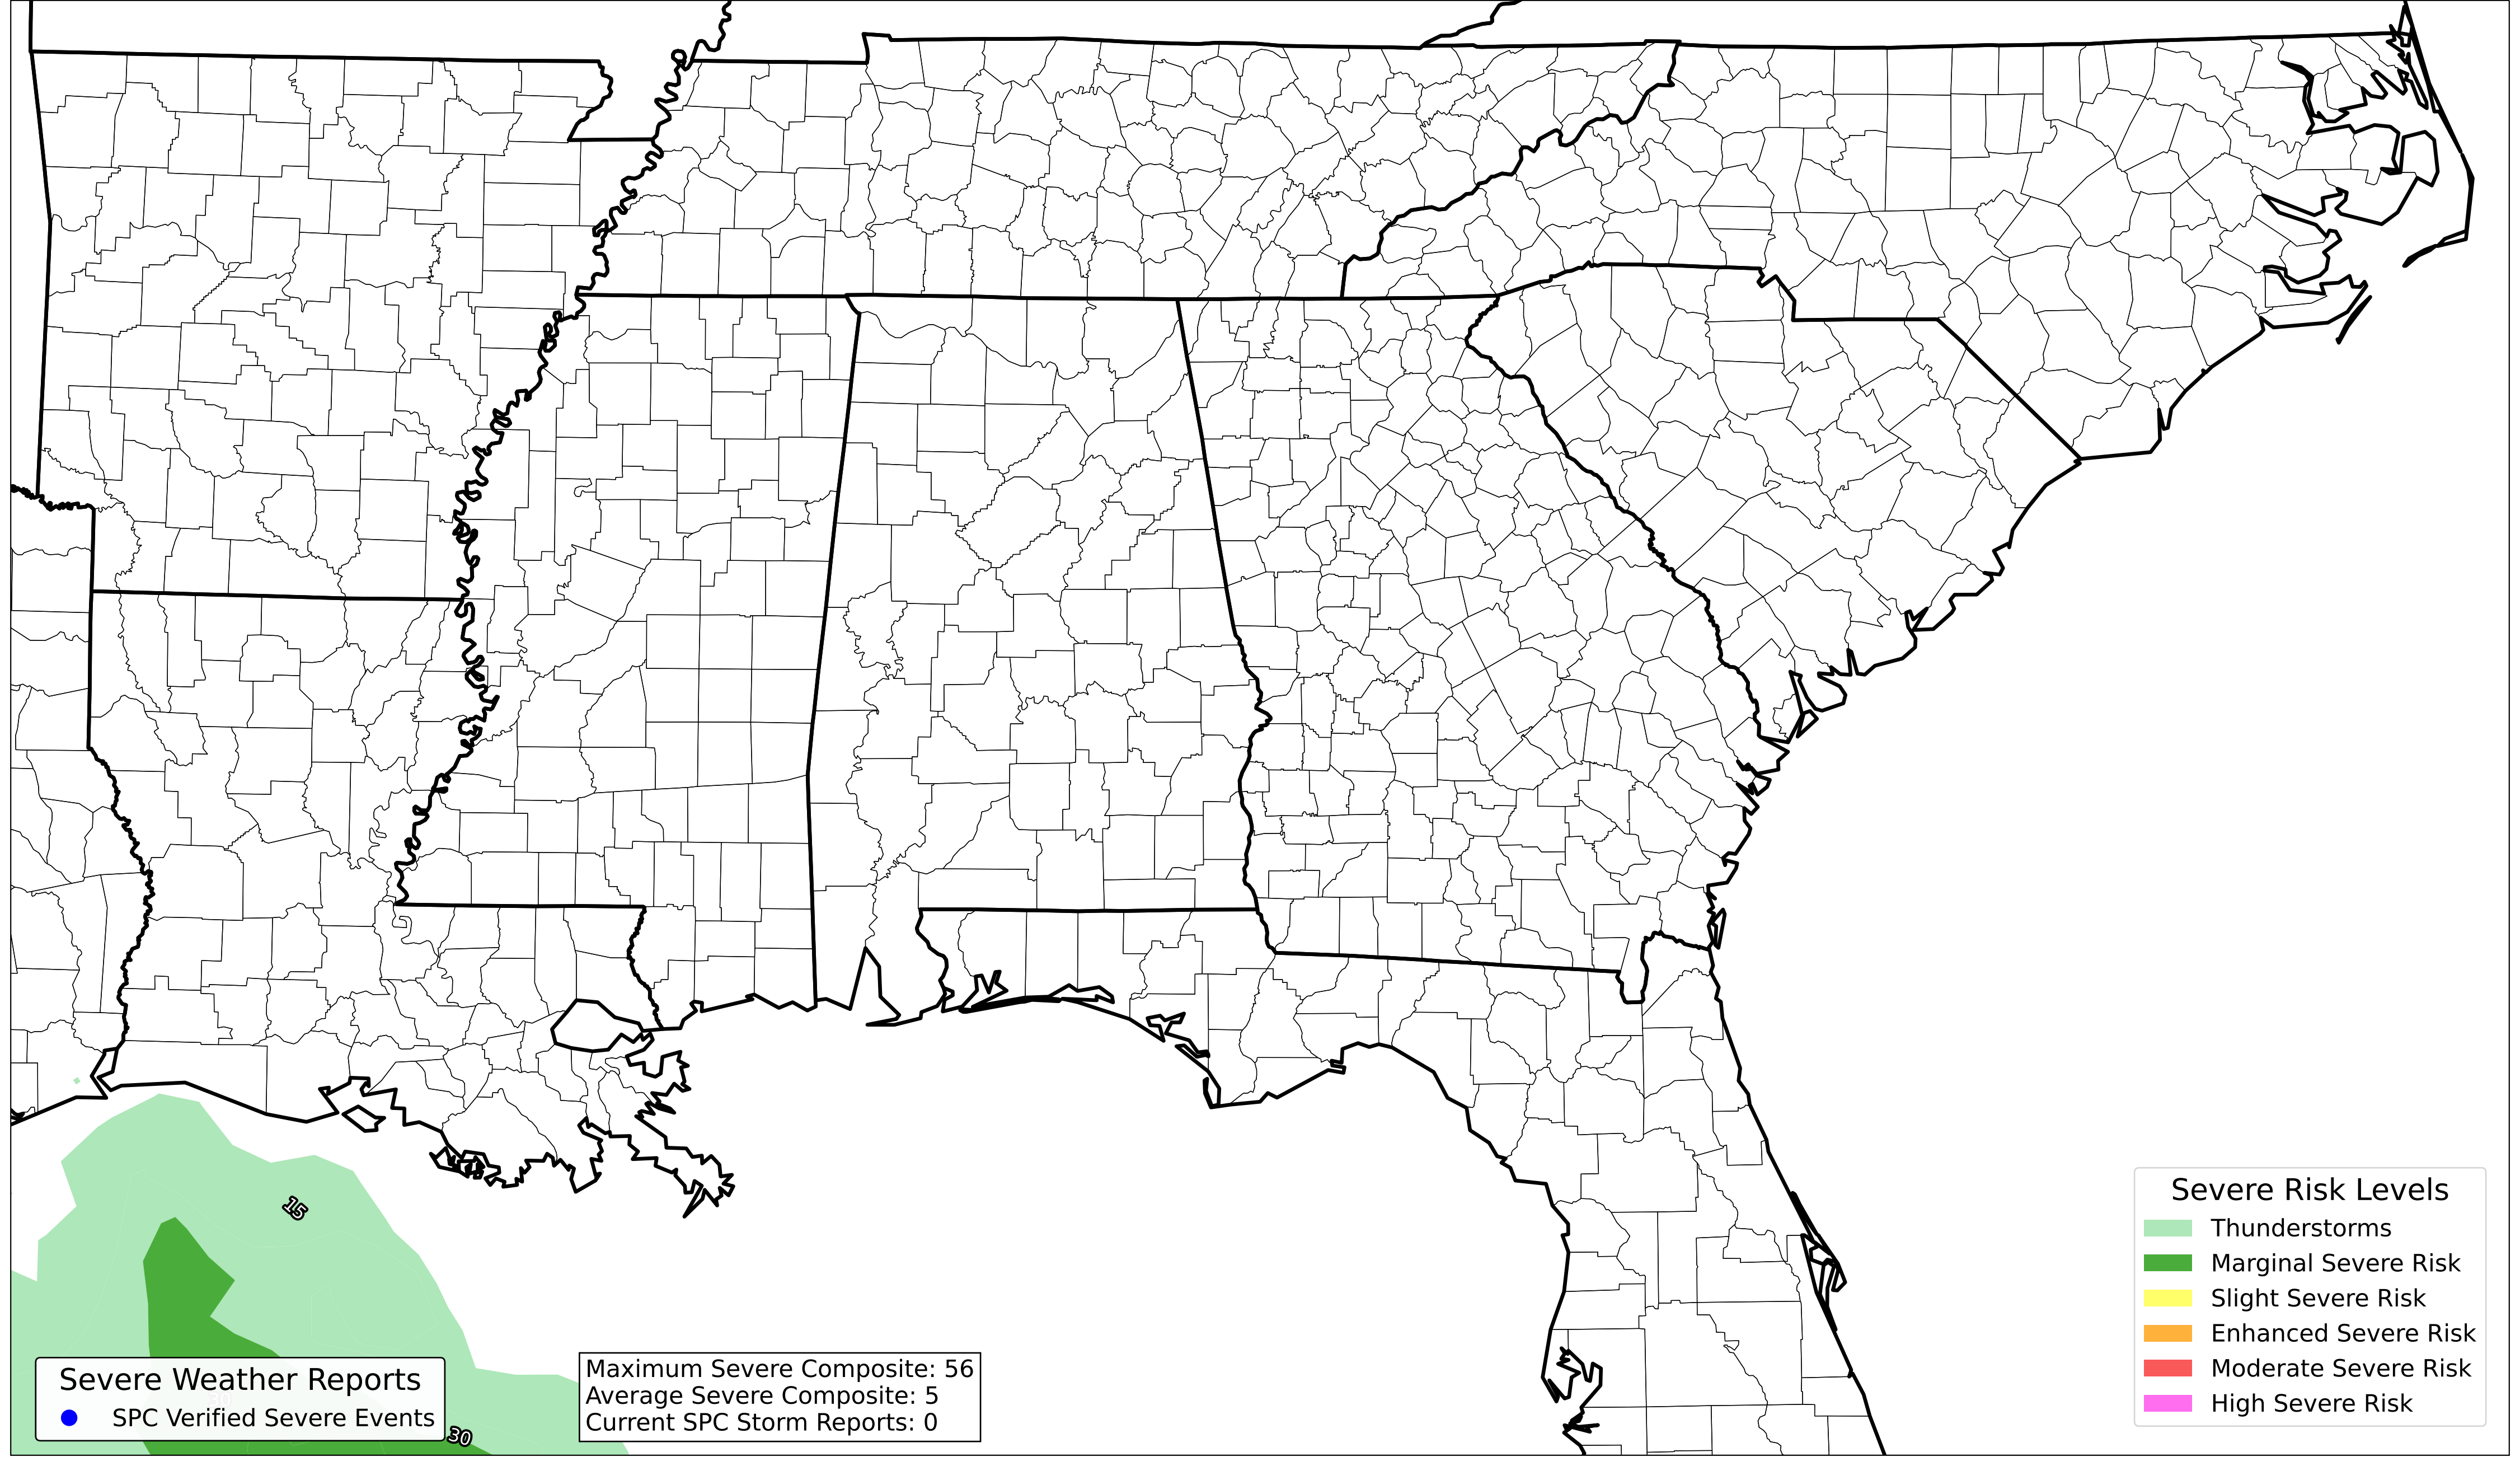 15
Severe Risk Levels
Thunderstorms
Marginal Severe Risk
Slight Severe Risk
Enhanced Severe Risk
Moderate Severe Risk
High Severe Risk
Severe Weather Reports
SPC Verified Severe Events
30
Maximum Severe Composite: 56
Average Severe Composite: 5
Current SPC Storm Reports: 0